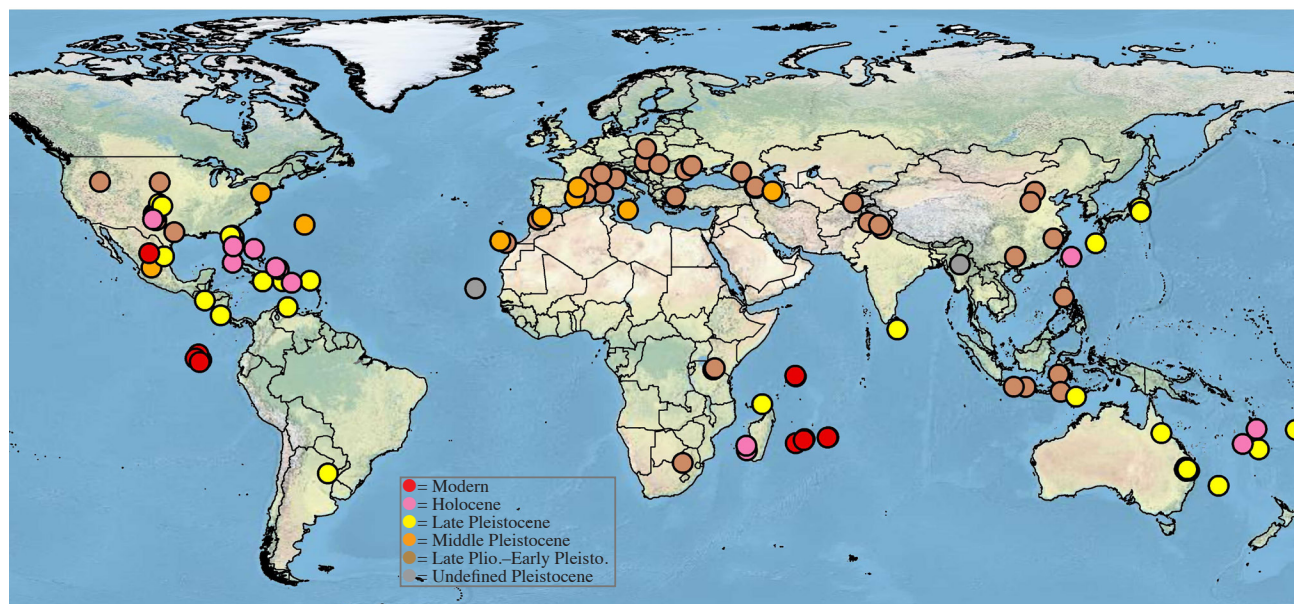 = Modern
= Holocene
= Late Pleistocene
= Middle Pleistocene
= Late Plio.–Early Pleisto.
= Undefined Pleistocene